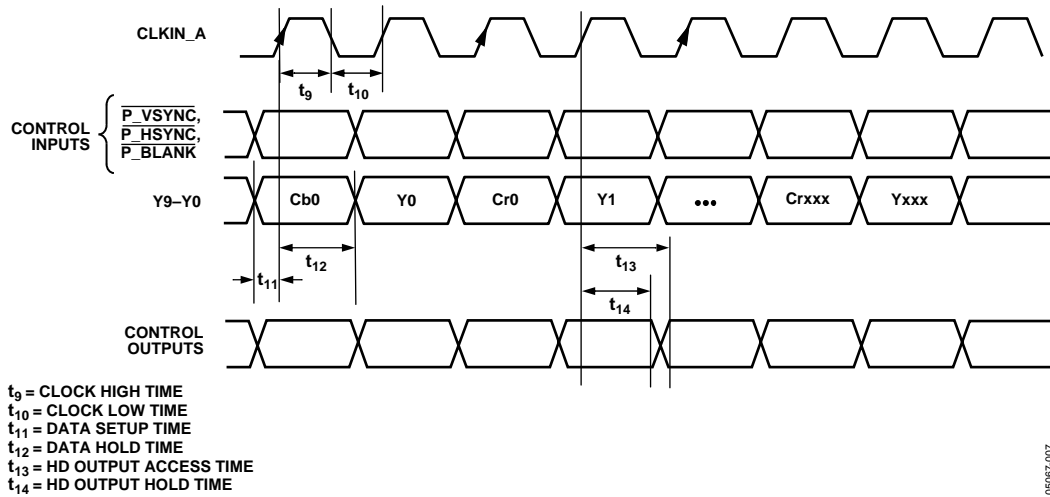 CLKIN_A
t9
t10
CONTROL
INPUTS
P_VSYNC,
P_HSYNC,
P_BLANK
Y9–Y0
Cb0
Y0
Cr0
Y1
•••
Crxxx
Yxxx
t12
t11
t13
t14
CONTROL
OUTPUTS
t9 = CLOCK HIGH TIME
t10 = CLOCK LOW TIME
t11 = DATA SETUP TIME
t12 = DATA HOLD TIME
t13 = HD OUTPUT ACCESS TIME
t14 = HD OUTPUT HOLD TIME
05067-007